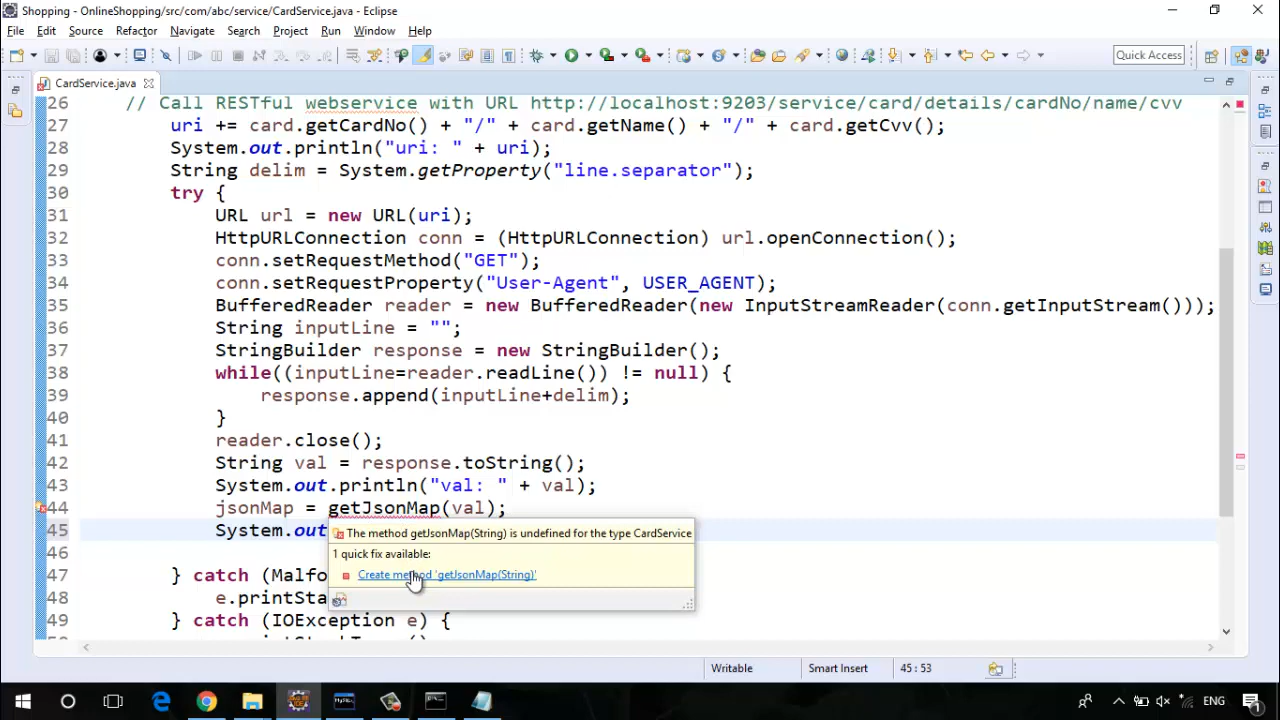 Shopping - OnlineShopping/src/com/abc/service/CardService.java - Eclipse
File Edit Source Refactor Navigate Search Project Run Window Help
Quick Access
CardService.java
26 // Call RESTful webservice with URL http://localhost:9203/service/card/details/cardNo/name/cvv
27 uri += card.getCardNo() + "/" + card.getName() + "/" + card.getCvv();
28 System.out.println("uri: " + uri);
29 String delim = System.getProperty("line.separator");
30 try {
31 URL url = new URL(uri);
32 HttpURLConnection conn = (HttpURLConnection) url.openConnection();
33 conn.setRequestMethod("GET");
34 conn.setRequestProperty("User-Agent", USER_AGENT);
35 BufferedReader reader = new BufferedReader(new InputStreamReader(conn.getInputStream()));
36 String inputLine = "";
37 StringBuilder response = new StringBuilder();
38 while((inputLine=reader.readLine()) != null) {
39 response.append(inputLine+delim);
40 }
41 reader.close();
42 String val = response.toString();
43 System.out.println("val: " + val);
44 jsonMap = getJsonMap(val);
45 System.out
The method getJsonMap(String) is undefined for the type CardService
46
1 quick fix available:
Create method 'getJsonMap(String)'
47 } catch (Malfo
48 e.printSta
49 } catch (IOException e) {
Writable Smart Insert 45 : 53
ENG